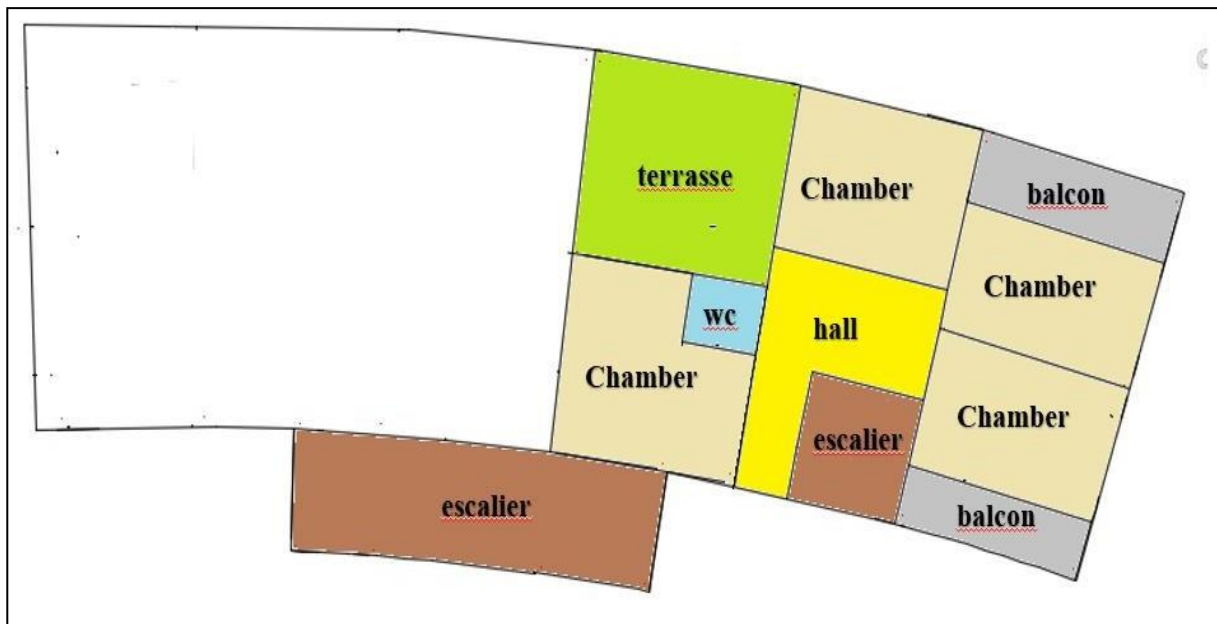 terrasse
Chamber
balcon
Chamber
wc
hall
Chamber
Chamber
escalier
escalier
balcon